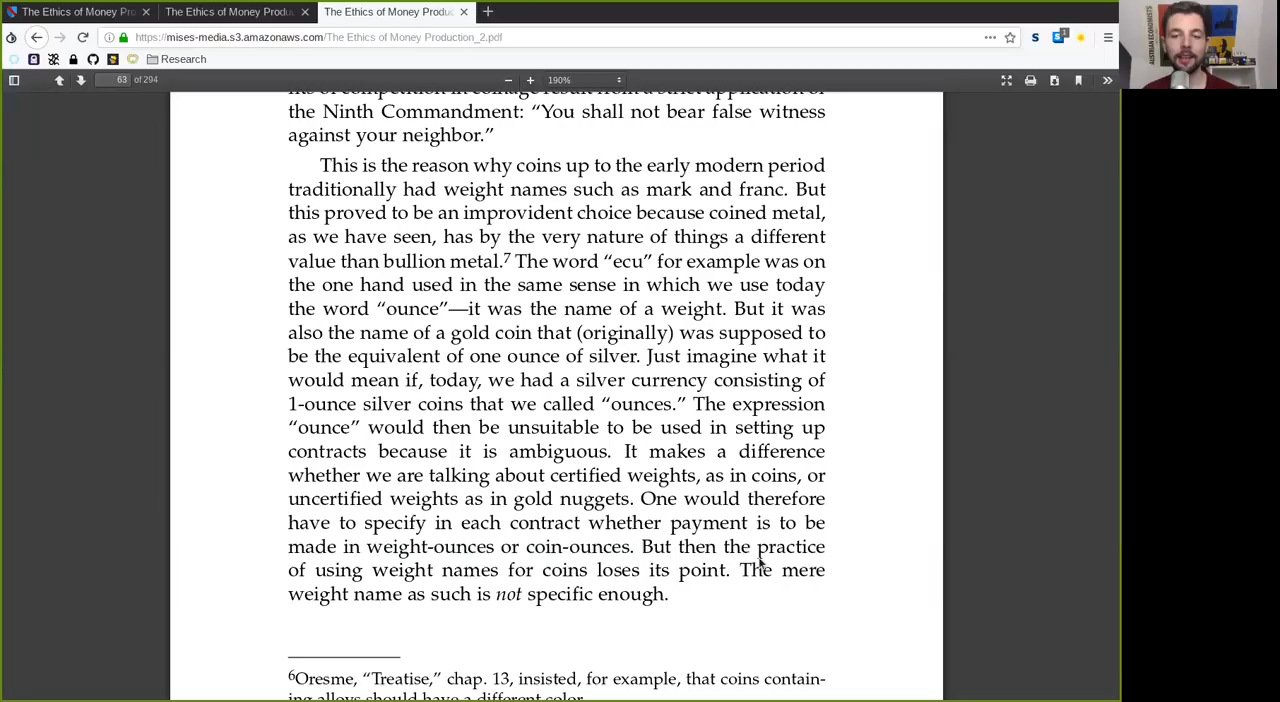 The Ethics of Money Pro
The Ethics of Money Produ
The Ethics of Money Produc
https://mises-media.s3.amazonaws.com/The Ethics of Money Production_2.pdf
S
1
Research
63 of 294
190%
AUSTRIAN ECONOMISTS
the Ninth Commandment: “You shall not bear false witness
against your neighbor.”
This is the reason why coins up to the early modern period
traditionally had weight names such as mark and franc. But
this proved to be an improvident choice because coined metal,
as we have seen, has by the very nature of things a different
value than bullion metal.7 The word “ecu” for example was on
the one hand used in the same sense in which we use today
the word “ounce”—it was the name of a weight. But it was
also the name of a gold coin that (originally) was supposed to
be the equivalent of one ounce of silver. Just imagine what it
would mean if, today, we had a silver currency consisting of
1-ounce silver coins that we called “ounces.” The expression
“ounce” would then be unsuitable to be used in setting up
contracts because it is ambiguous. It makes a difference
whether we are talking about certified weights, as in coins, or
uncertified weights as in gold nuggets. One would therefore
have to specify in each contract whether payment is to be
made in weight-ounces or coin-ounces. But then the practice
of using weight names for coins loses its point. The mere
weight name as such is not specific enough.
6Oresme, “Treatise,” chap. 13, insisted, for example, that coins contain-
ing alloys should have a different color.